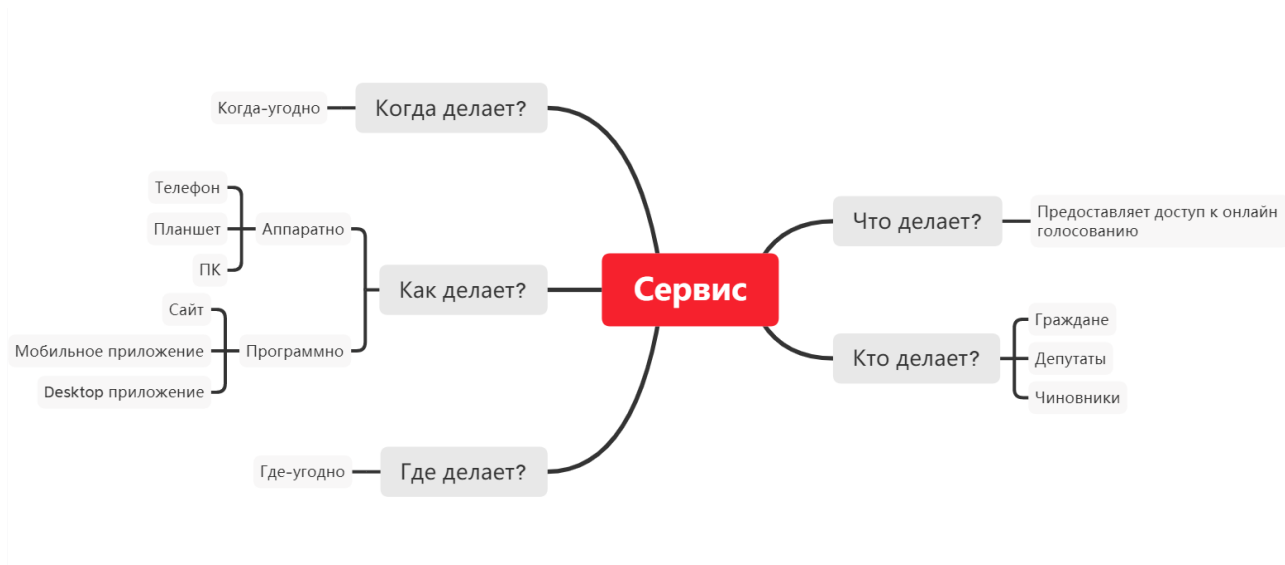 Сервис
Когда делает?
Когда-угодно
Как делает?
Аппаратно
Телефон
Планшет
ПК
Программно
Сайт
Мобильное приложение
Desktop приложение
Где делает?
Где-угодно
Что делает?
Предоставляет доступ к онлайн
голосованию
Кто делает?
Граждане
Депутаты
Чиновники